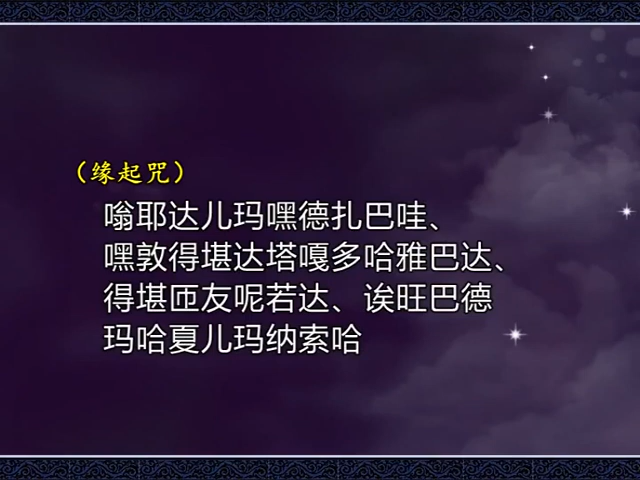 （缘起咒）
嗡耶达儿玛嘿德扎巴哇、
嘿敦得堪达塔嘎多哈雅巴达、
得堪匝友呢若达、诶旺巴德
玛哈夏儿玛纳索哈